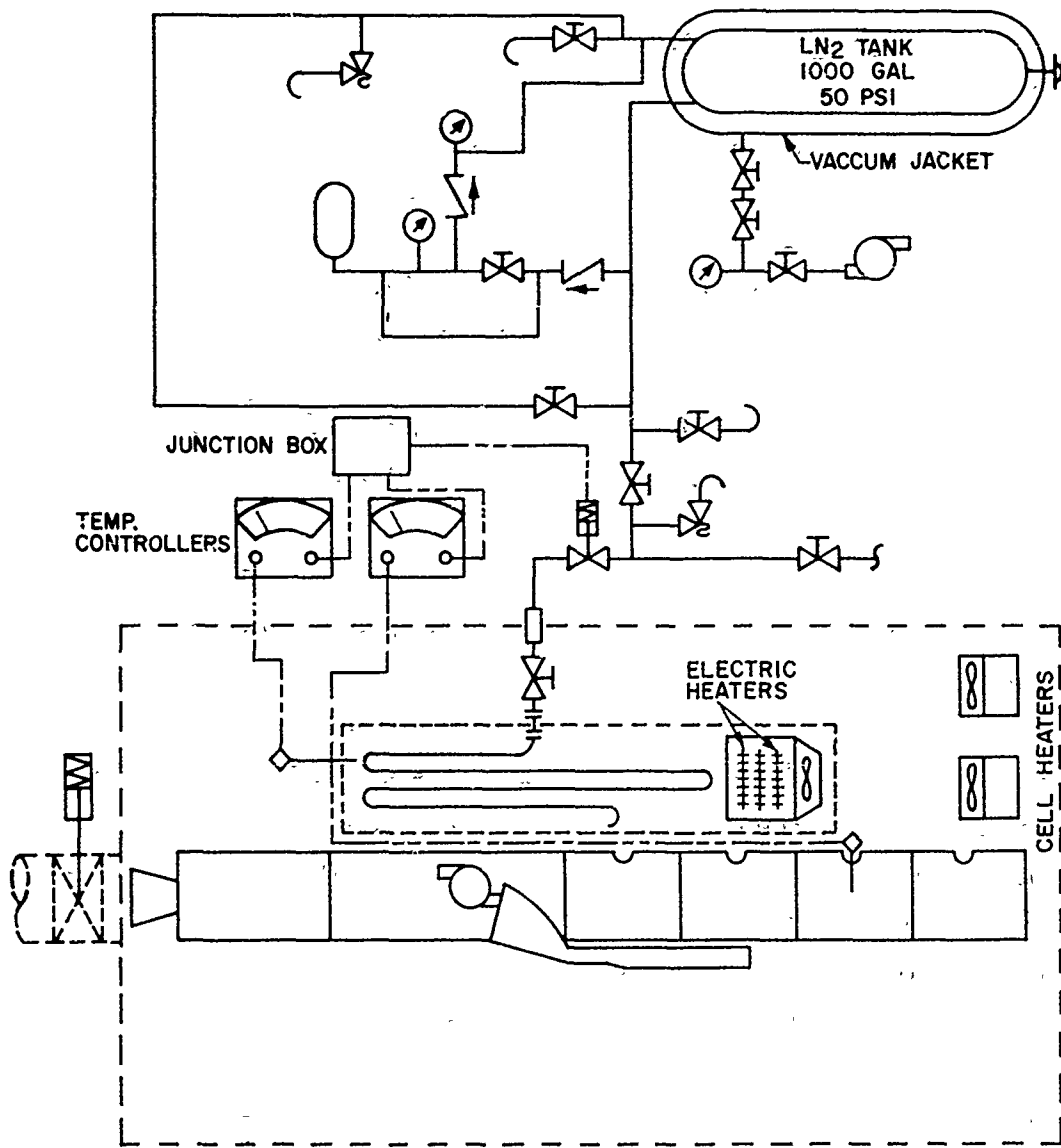 LN2 TANK
1000 GAL
50 PSI
VACCUM JACKET
JUNCTION BOX
TEMP.
CONTROLLERS
ELECTRIC
HEATERS
CELL HEATERS